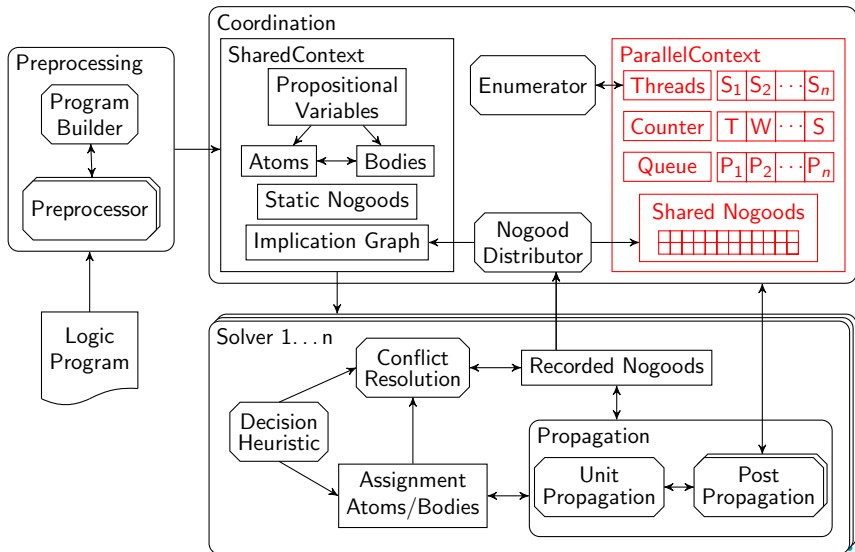 Coordination
Preprocessing
Program
Builder
Preprocessor
Logic
Program
SharedContext
Propositional
Variables
Atoms
Bodies
Static Nogoods
Implication Graph
Enumerator
Nogood
Distributor
ParallelContext
Threads S₁ S₂ ··· Sₙ
Counter T W ··· S
Queue P₁ P₂ ··· Pₙ
Shared Nogoods
Solver 1...n
Conflict
Resolution
Recorded Nogoods
Decision
Heuristic
Assignment
Atoms/Bodies
Propagation
Unit
Propagation
Post
Propagation